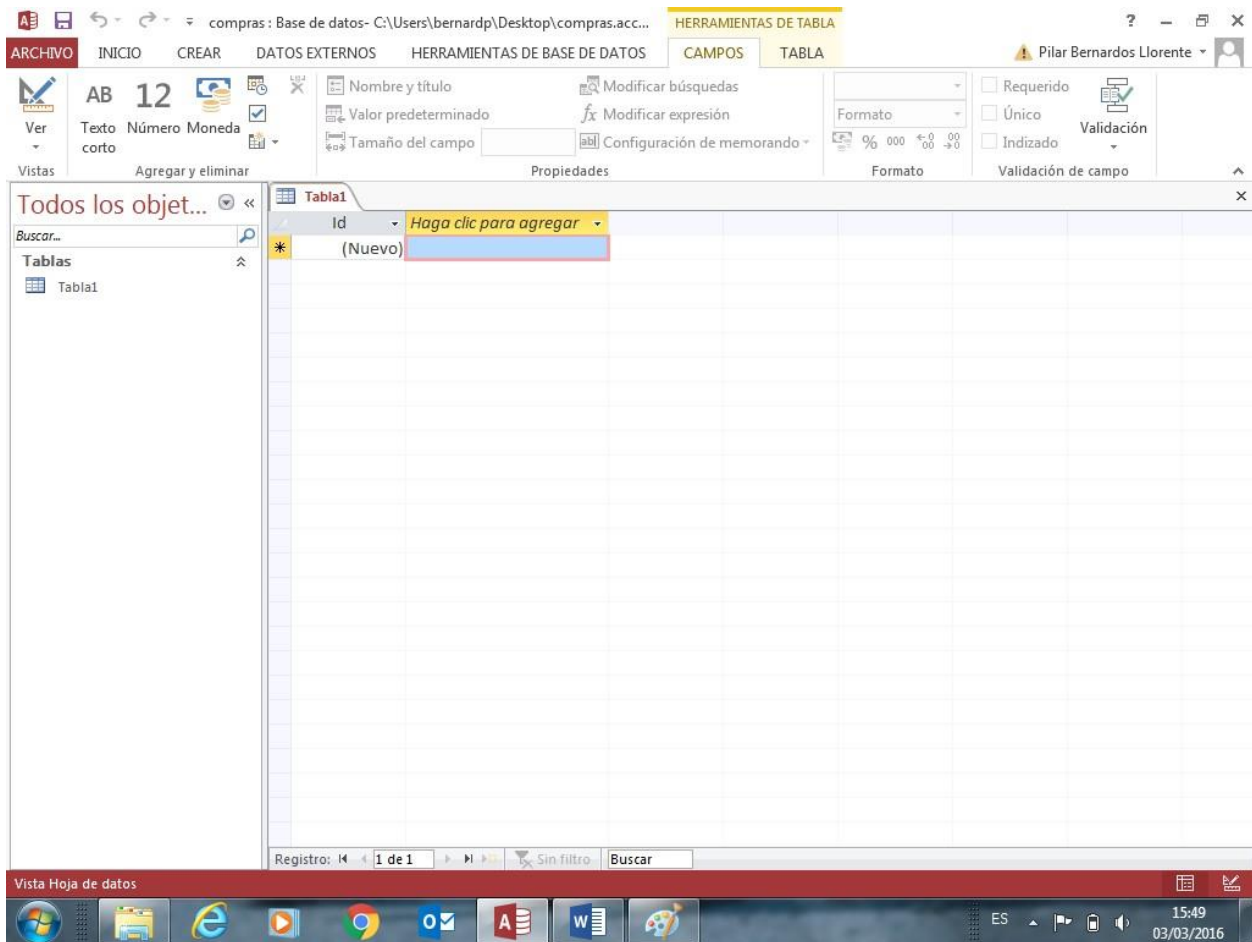 compras : Base de datos- C:\Users\bernardp\Desktop\compras.acc... HERRAMIENTAS DE TABLA ?
ARCHIVO INICIO CREAR DATOS EXTERNOS HERRAMIENTAS DE BASE DE DATOS CAMPOS TABLA Pilar Bernardos Llorente
Ver
AB Texto corto
12 Número
Moneda
Nombre y título
Valor predeterminado
Tamaño del campo
Modificar búsquedas
fx Modificar expresión
ab| Configuración de memorando
Formato
% 000
Requerido
Único
Indizado
Validación
Vistas Agregar y eliminar Propiedades Formato Validación de campo
Todos los objet... «
Buscar...
Tablas
Tabla1
Tabla1
Id Haga clic para agregar
* (Nuevo)
Registro: 1 de 1 Sin filtro Buscar
Vista Hoja de datos
ES 15:49
03/03/2016